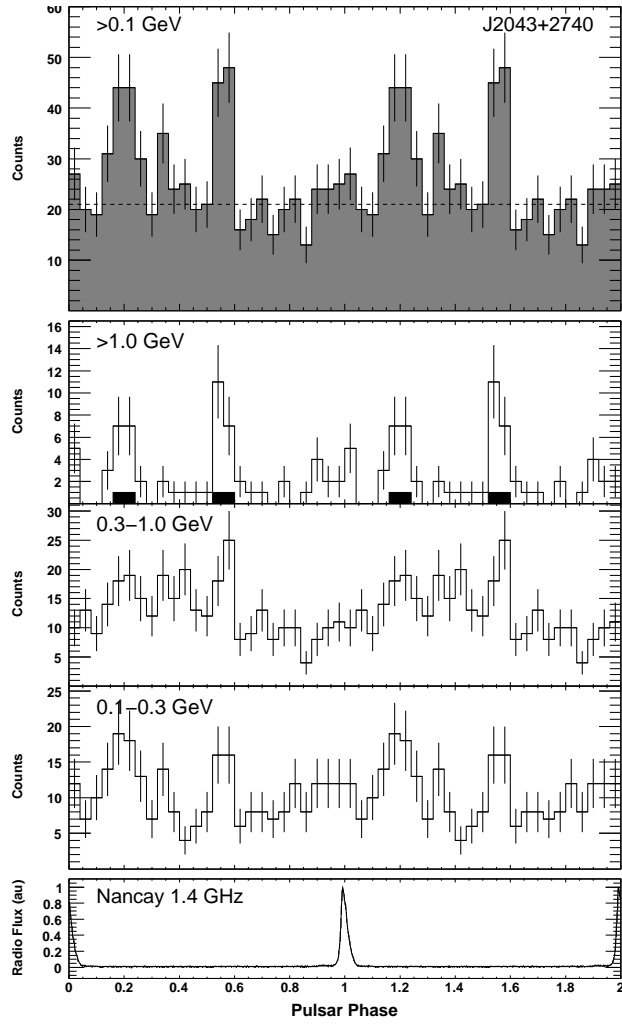 60
>0.1 GeV J2043+2740
50
40
30
20
10
Counts
16
>1.0 GeV
14
12
10
8
6
4
2
Counts
30
0.3−1.0 GeV
25
20
15
10
5
Counts
25
0.1−0.3 GeV
20
15
10
5
Counts
1
Nancay 1.4 GHz
0.8
0.6
0.4
0.2
0
Radio Flux (au)
0 0.2 0.4 0.6 0.8 1 1.2 1.4 1.6 1.8 2
Pulsar Phase